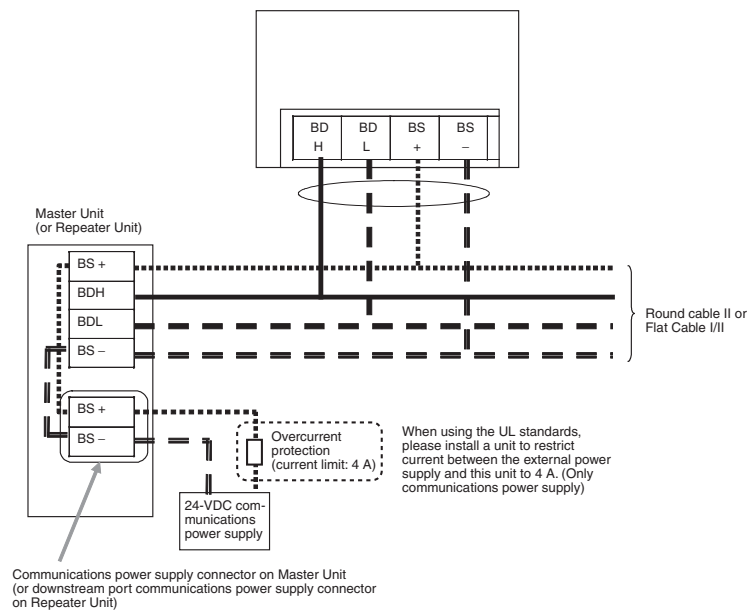 BD H
BD L
BS +
BS −
Master Unit
(or Repeater Unit)
BS +
BDH
BDL
BS −
Round cable II or
Flat Cable I/II
BS +
BS −
Overcurrent
protection
(current limit: 4 A)
When using the UL standards,
please install a unit to restrict
current between the external power
supply and this unit to 4 A. (Only
communications power supply)
24-VDC com-
munications
power supply
Communications power supply connector on Master Unit
(or downstream port communications power supply connector
on Repeater Unit)